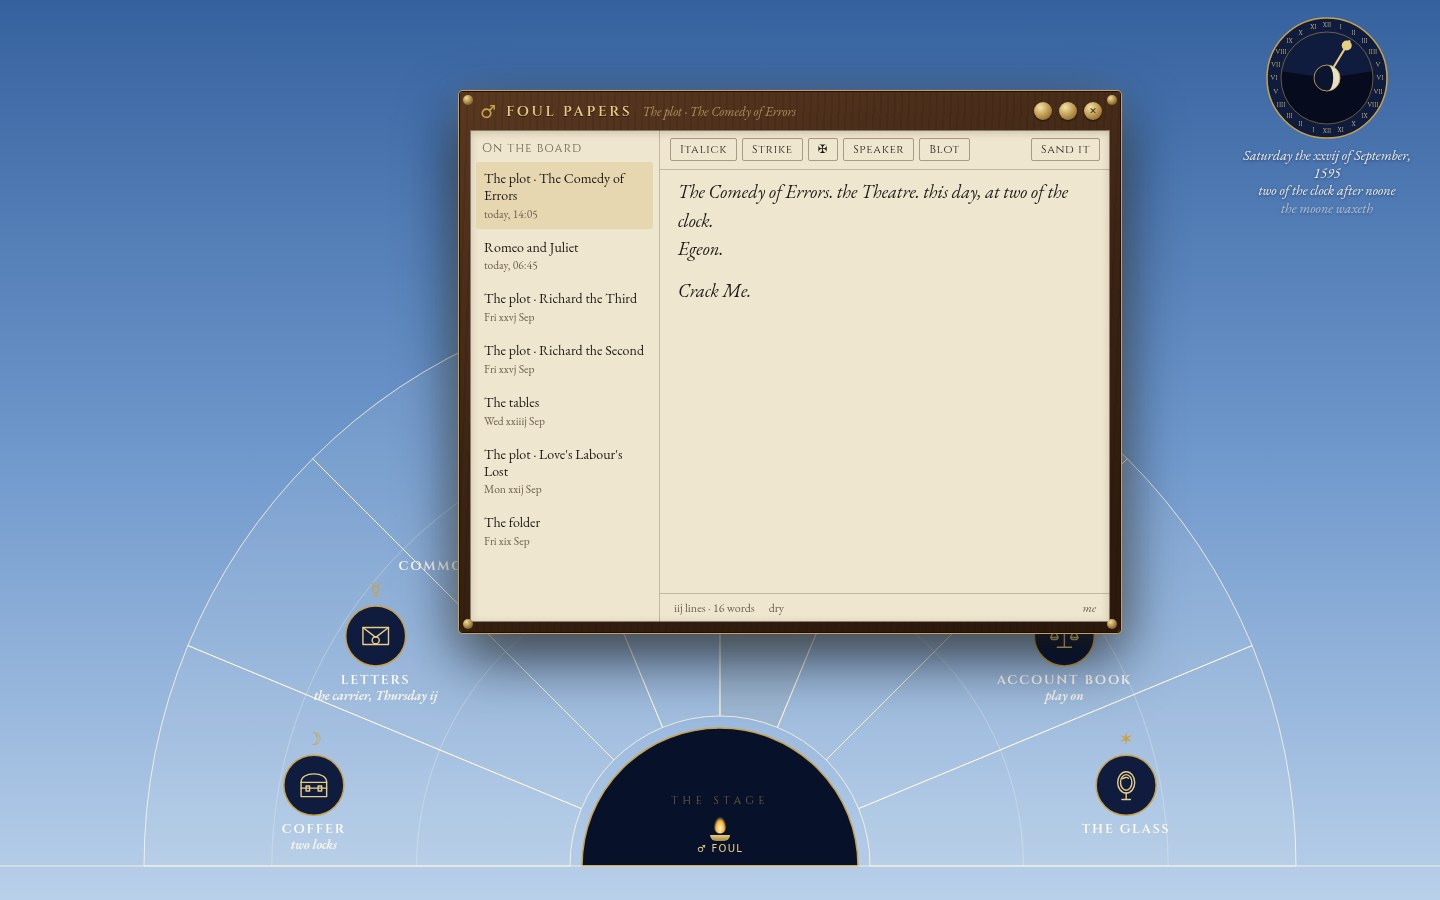 ♂ FOUL PAPERS The plot · The Comedy of Errors
ON THE BOARD
The plot · The Comedy of
Errors
today, 14:05
Romeo and Juliet
today, 06:45
The plot · Richard the Third
Fri xxvj Sep
The plot · Richard the Second
Fri xxvj Sep
The tables
Wed xxiiij Sep
The plot · Love's Labour's
Lost
Mon xxij Sep
The folder
Fri xix Sep
ITALICK STRIKE ✠ SPEAKER BLOT SAND IT
The Comedy of Errors. the Theatre. this day, at two of the
clock.
Egeon.
Crack Me.
iij lines · 16 words dry me
Saturday the xxvij of September,
1595
two of the clock after noone
the moone waxeth
COMMO
LETTERS
the carrier, Thursday ij
COFFER
two locks
ACCOUNT BOOK
play on
THE GLASS
THE STAGE
♂ FOUL